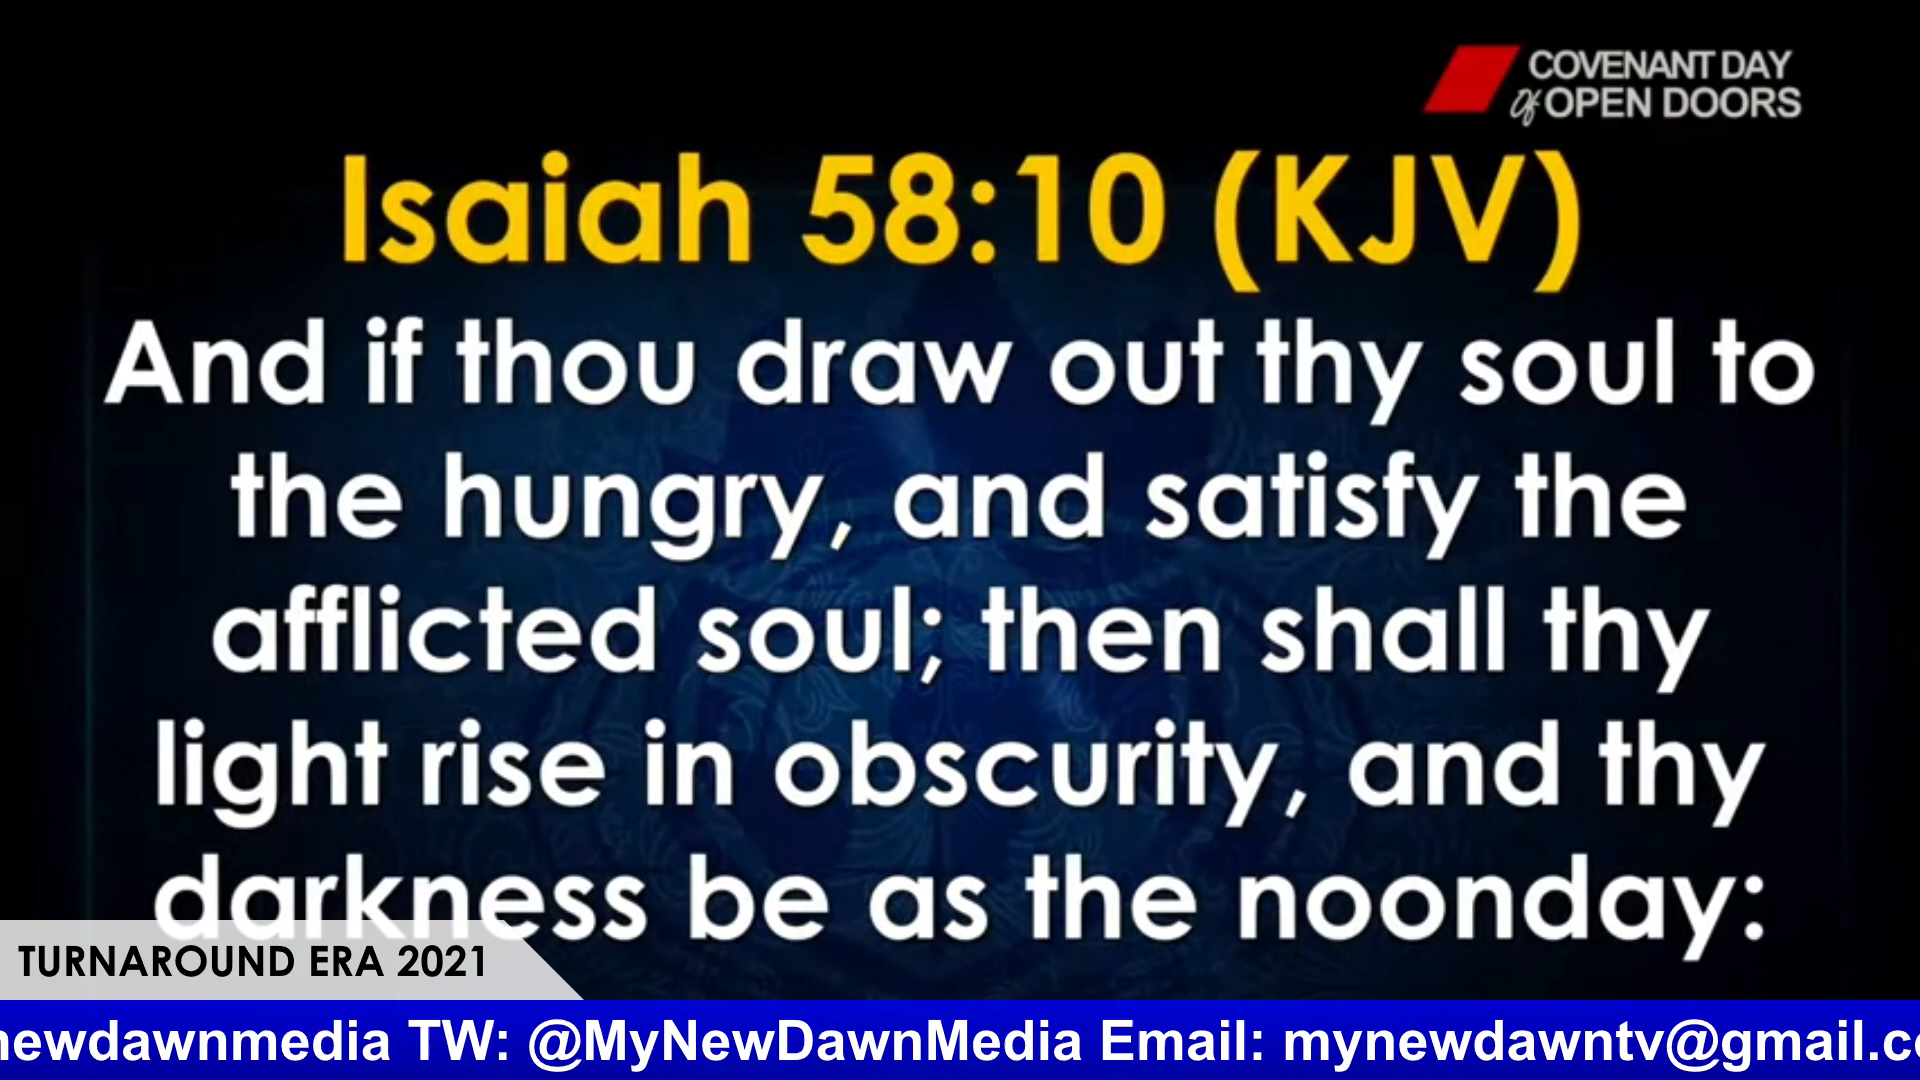 COVENANT DAY
Of OPEN DOORS
Isaiah 58:10 (KJV)
And if thou draw out thy soul to
the hungry, and satisfy the
afflicted soul; then shall thy
light rise in obscurity, and thy
darkness be as the noonday:
TURNAROUND ERA 2021
newdawnmedia TW: @MyNewDawnMedia Email: mynewdawntv@gmail.c